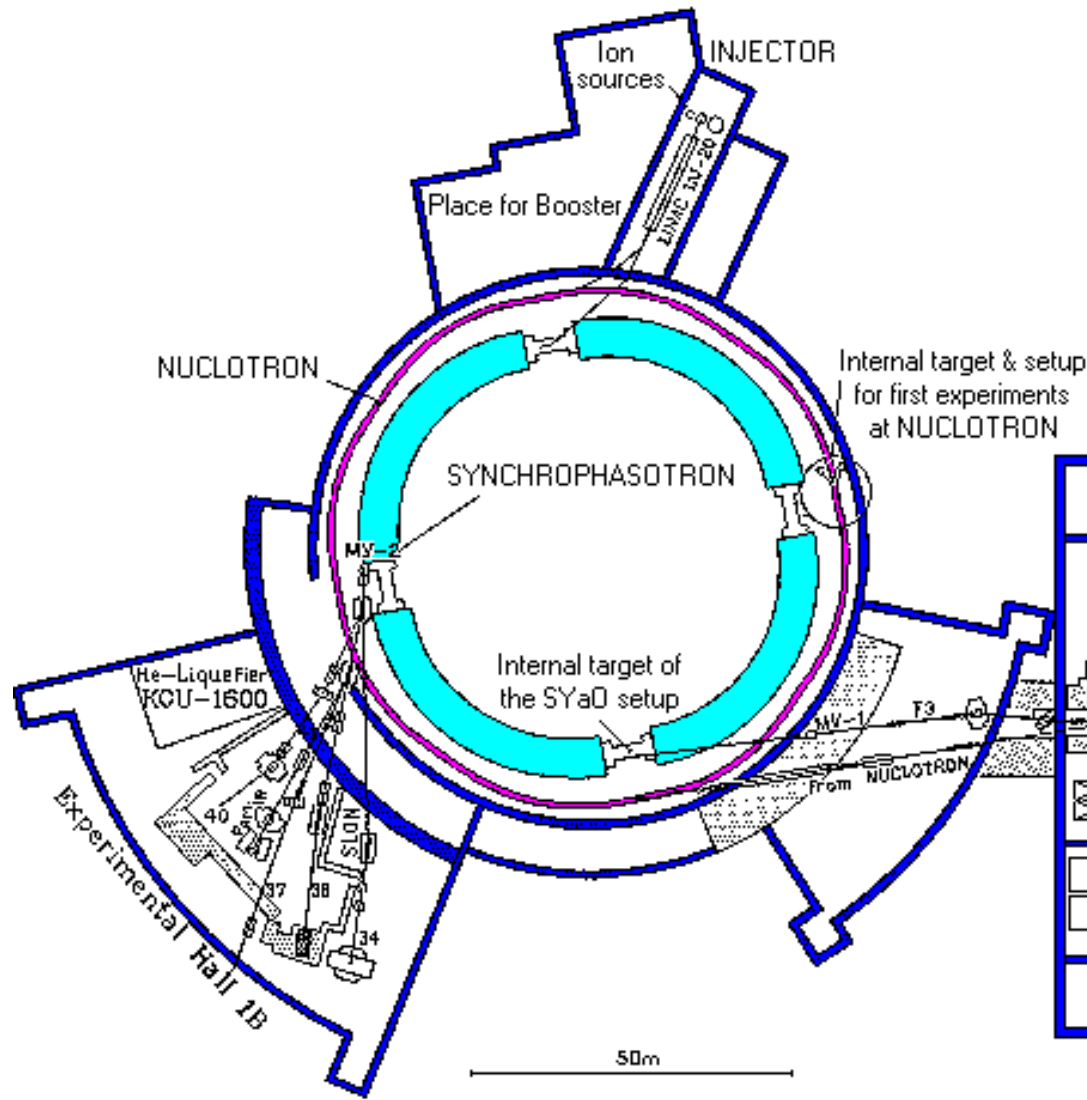 Ion
sources
INJECTOR
LINAC LU-20
Place for Booster
NUCLOTRON
Internal target & setup
for first experiments
at NUCLOTRON
SYNCHROPHASOTRON
MV-2
He-Liquefier
KGU-1600
Internal target of
the SYaO setup
MV-1
F3
From NUCLOTRON
40
SLON
37
38
34
Experimental Hall 1B
50m